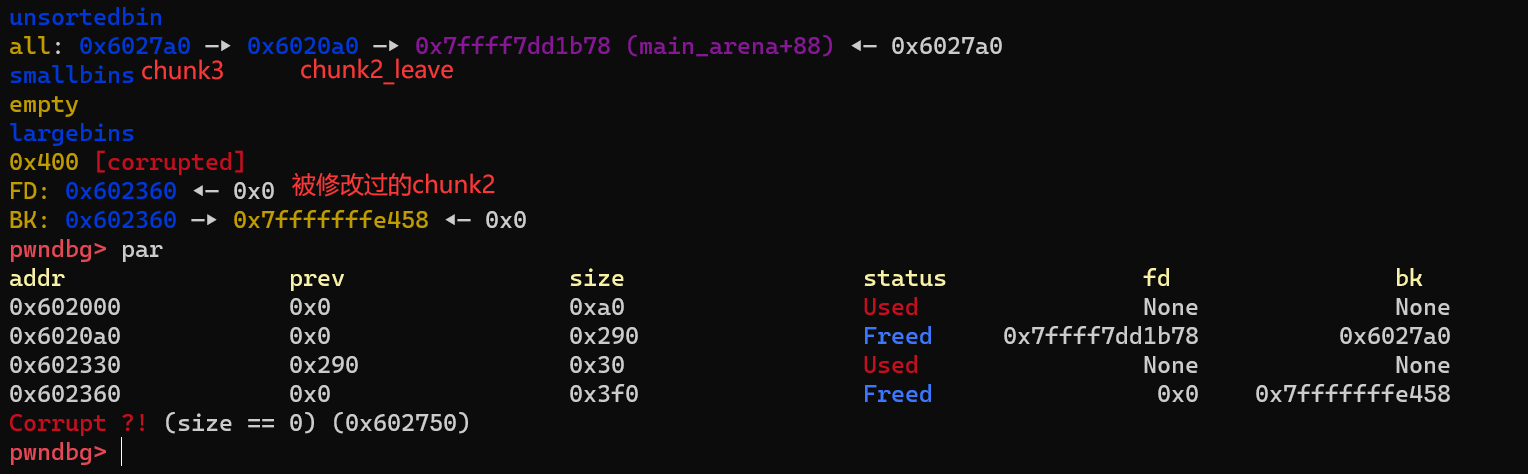 unsortedbin
all: 0x6027a0 —▸ 0x6020a0 —▸ 0x7ffff7dd1b78 (main_arena+88) ◂— 0x6027a0
smallbins chunk3 chunk2_leave
empty
largebins
0x400 [corrupted]
FD: 0x602360 ◂— 0x0 被修改过的chunk2
BK: 0x602360 —▸ 0x7fffffffe458 ◂— 0x0
pwndbg> par
addr prev size status fd bk
0x602000 0x0 0xa0 Used None None
0x6020a0 0x0 0x290 Freed 0x7ffff7dd1b78 0x6027a0
0x602330 0x290 0x30 Used None None
0x602360 0x0 0x3f0 Freed 0x0 0x7fffffffe458
Corrupt ?! (size == 0) (0x602750)
pwndbg>